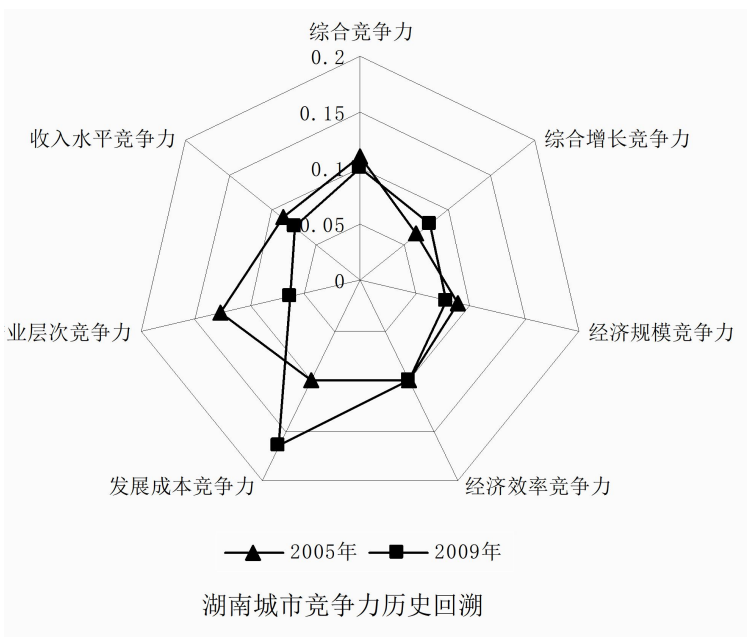 综合竞争力
0.2
0.15
收入水平竞争力
综合增长竞争力
0.1
0.05
0
业层次竞争力
经济规模竞争力
发展成本竞争力
经济效率竞争力
2005年
2009年
湖南城市竞争力历史回溯